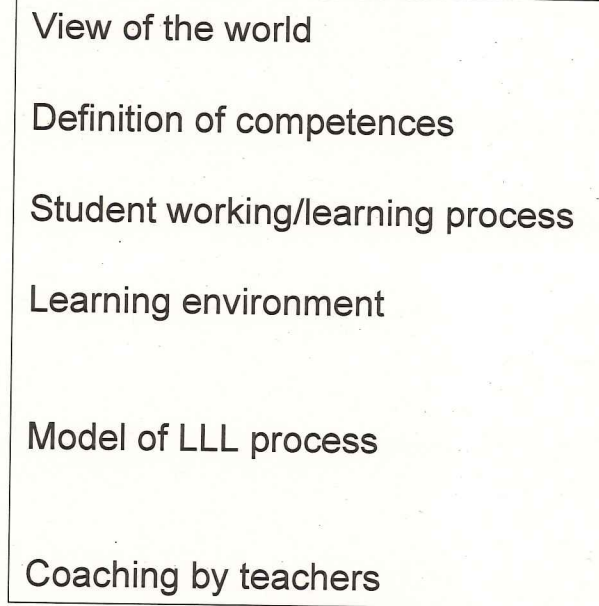 View of the world
Definition of competences
Student working/learning process
Learning environment
Model of LLL process
Coaching by teachers